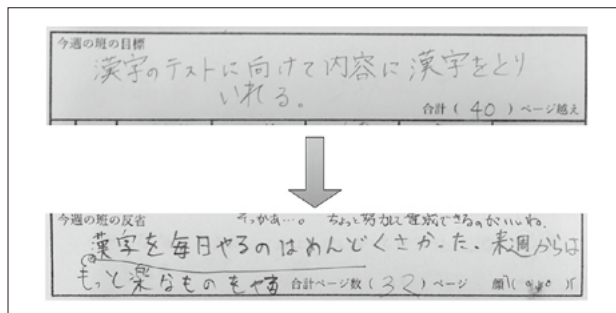 今週の班の目標
漢字のテストに向けて内容に漢字をとり
いれる。
合計( 40 )ページ越え
今週の班の反省
そっかあ…。 ちょっと努力して達成できるのがいいね。
漢字を毎日やるのはめんどくさかった。来週からは
もっと楽なものをやる
合計ページ数( 32 )ページ 顔